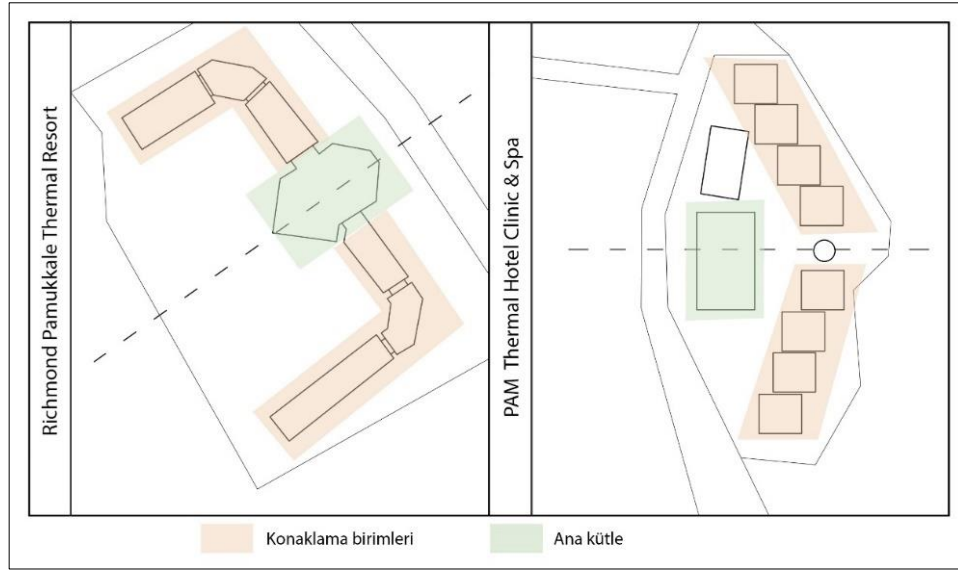 Richmond Pamukkale Thermal Resort
PAM Thermal Hotel Clinic & Spa
Konaklama birimleri
Ana kütle